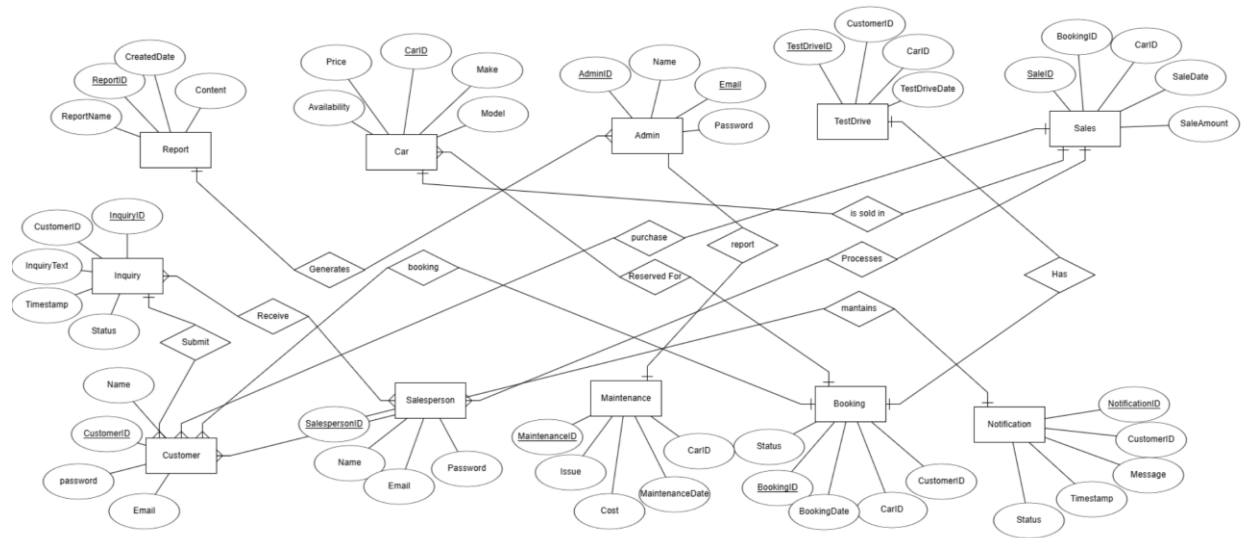 CustomerID
BookingID
CreatedDate
CarID
Name
TestDriveID
CarID
CarID
Price
Make
AdminID
Email
SaleID
SaleDate
ReportID
Content
TestDriveDate
ReportName
Availability
Model
Password
SaleAmount
Report
Car
Admin
TestDrive
Sales
InquiryID
CustomerID
is sold in
purchase
report
InquiryText
Inquiry
Generates
booking
Reserved For
Processes
Has
Timestamp
Receive
mantains
Status
Submit
Name
Salesperson
Maintenance
Booking
NotificationID
SalespersonID
CustomerID
MaintenanceID
CarID
Status
Notification
CustomerID
Customer
Name
Password
Issue
CustomerID
Message
password
Email
MaintenanceDate
BookingID
Timestamp
Email
Cost
BookingDate
CarID
Status